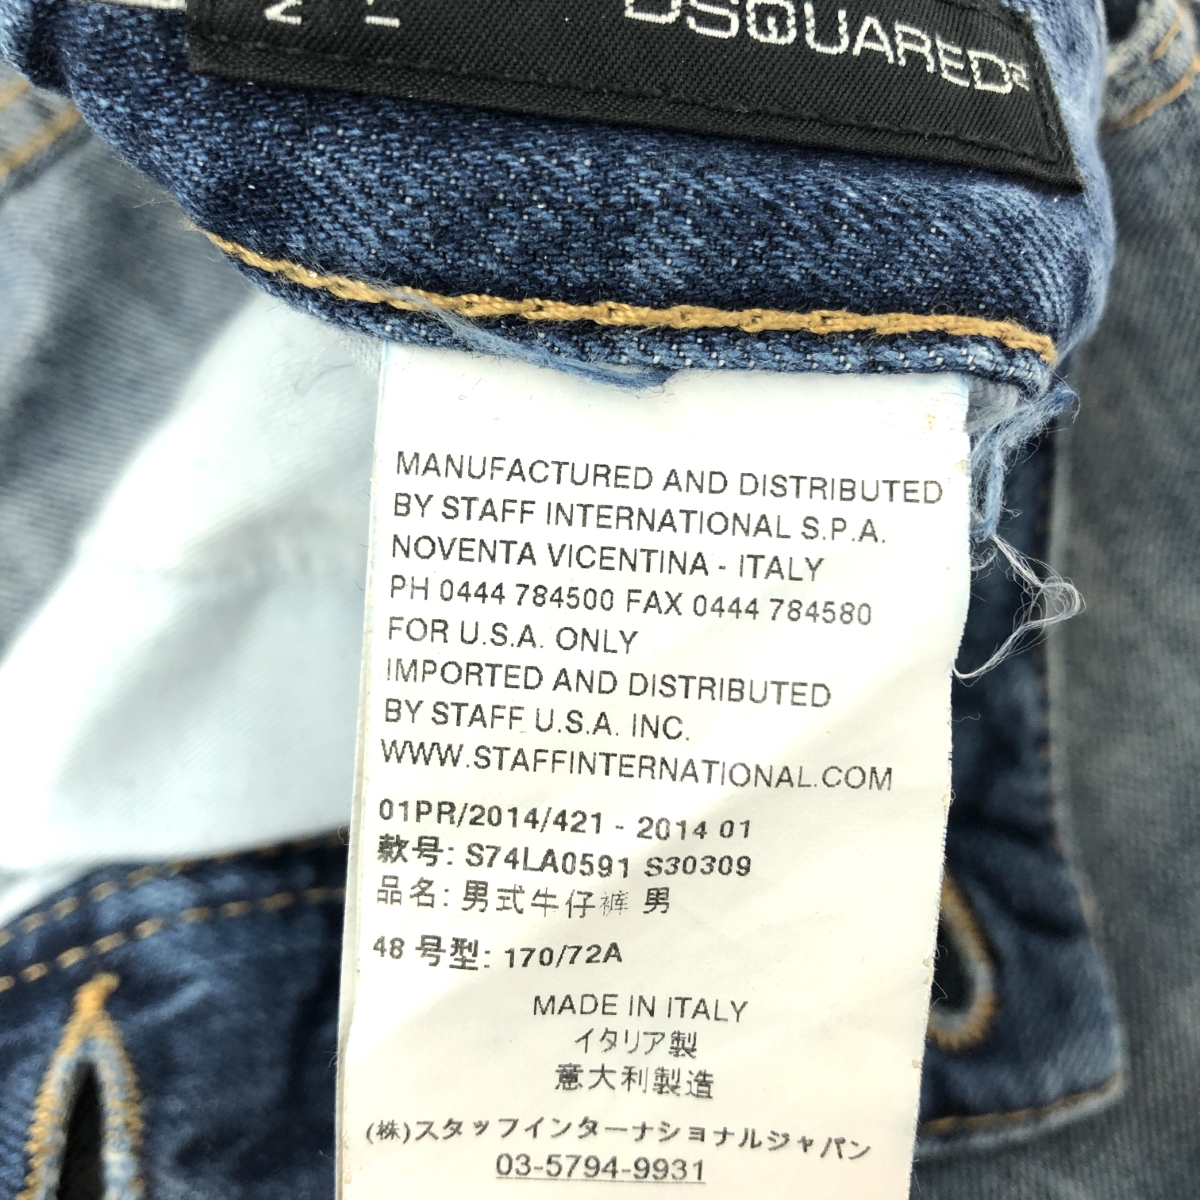 DSQUARED2
MANUFACTURED AND DISTRIBUTED
BY STAFF INTERNATIONAL S.P.A.
NOVENTA VICENTINA - ITALY
PH 0444 784500 FAX 0444 784580
FOR U.S.A. ONLY
IMPORTED AND DISTRIBUTED
BY STAFF U.S.A. INC.
WWW.STAFFINTERNATIONAL.COM
01PR/2014/421 - 2014 01
款号: S74LA0591 S30309
品名: 男式牛仔裤 男
48 号型: 170/72A
MADE IN ITALY
イタリア製
意大利製造
(株)スタッフインターナショナルジャパン
03-5794-9931